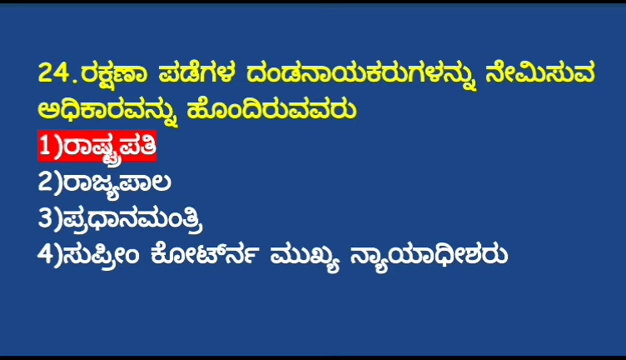 24.ರಕ್ಷಣಾ ಪಡೆಗಳ ದಂಡನಾಯಕರುಗಳನ್ನು ನೇಮಿಸುವ
ಅಧಿಕಾರವನ್ನು ಹೊಂದಿರುವವರು
1)ರಾಷ್ಟ್ರಪತಿ
2)ರಾಜ್ಯಪಾಲ
3)ಪ್ರಧಾನಮಂತ್ರಿ
4)ಸುಪ್ರೀಂ ಕೋರ್ಟ್‌ನ ಮುಖ್ಯ ನ್ಯಾಯಾಧೀಶರು